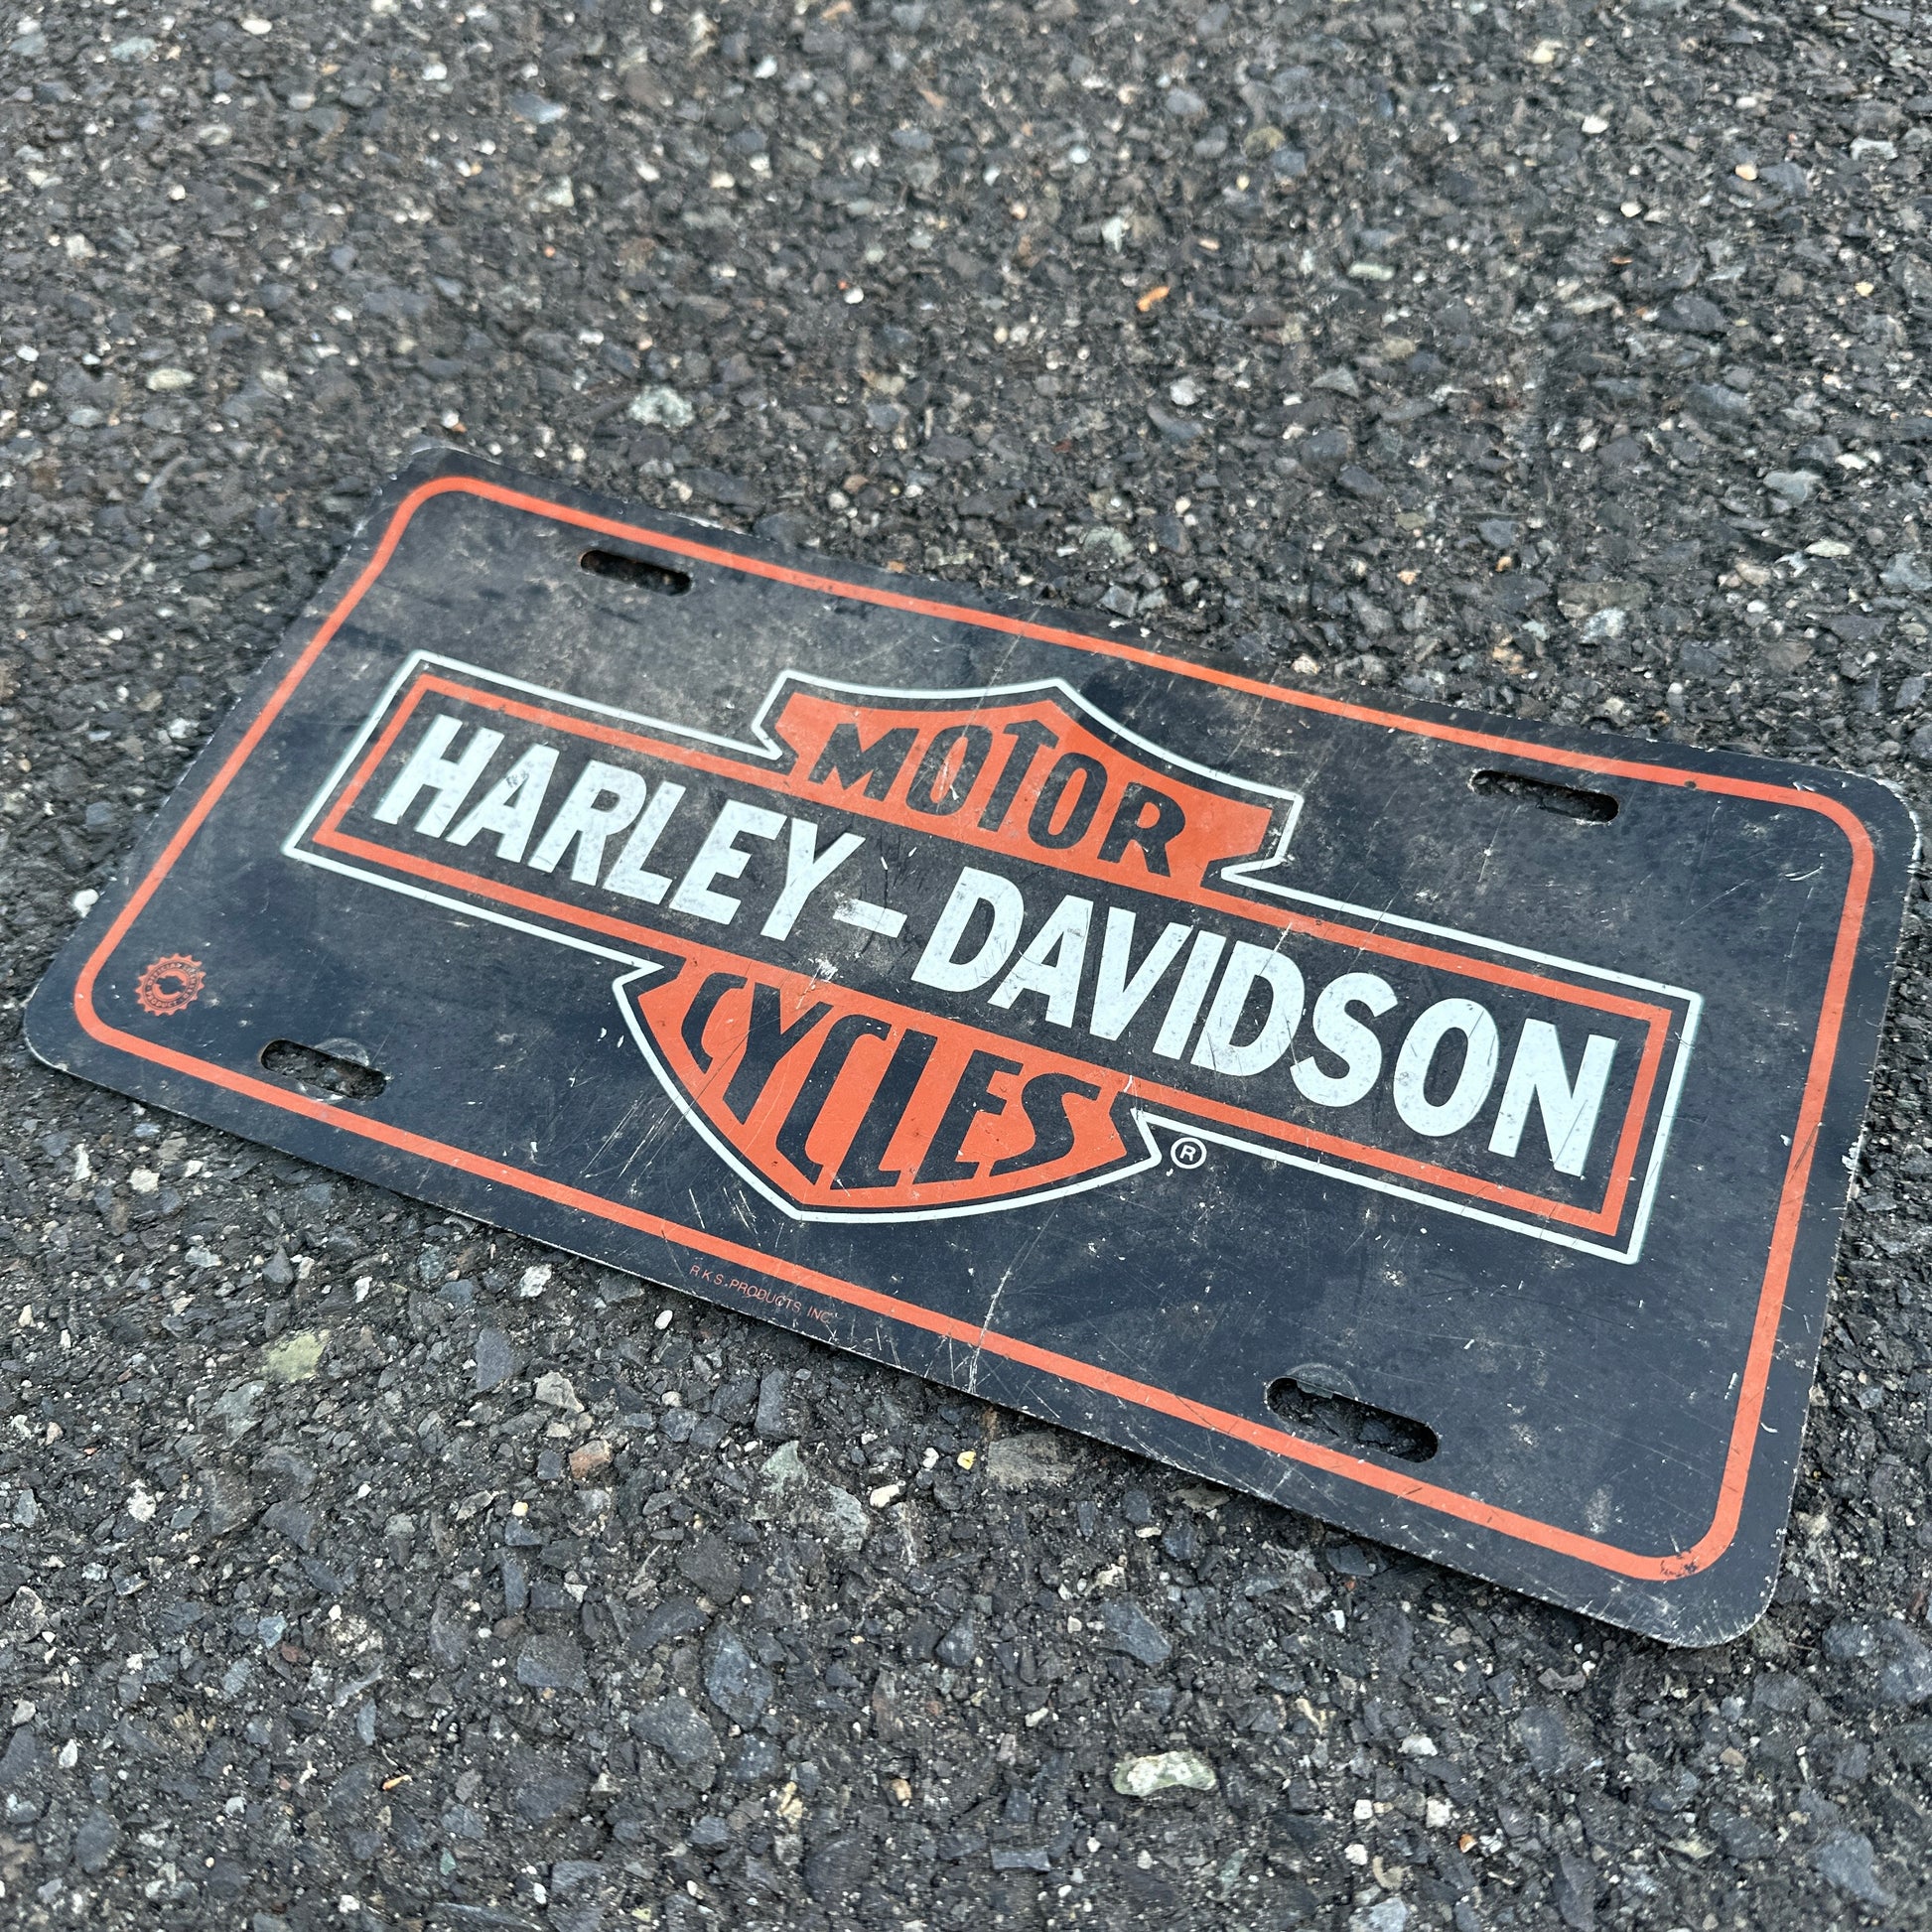 MOTOR
HARLEY-DAVIDSON
CYCLES
®
R.K.S. PRODUCTS, INC.